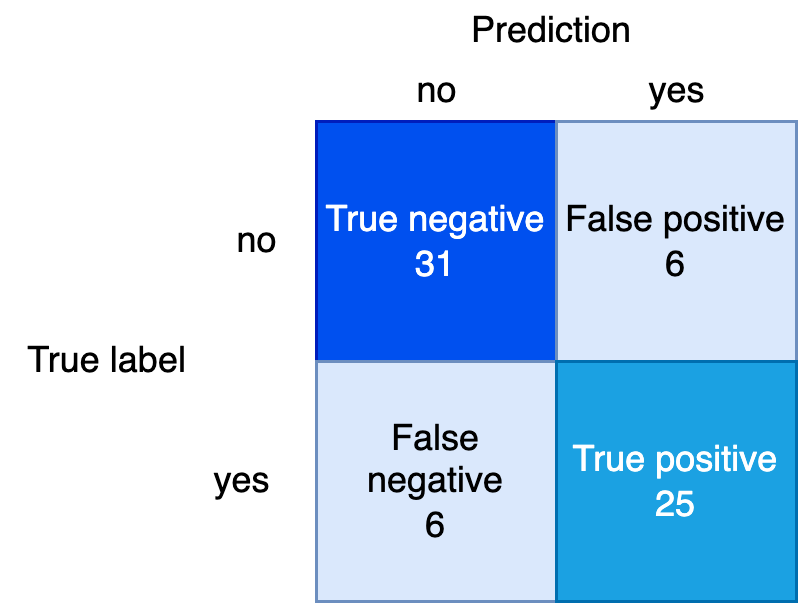 Prediction
no yes
True negative
31
False positive
6
no
True label
False
negative
6
True positive
25
yes